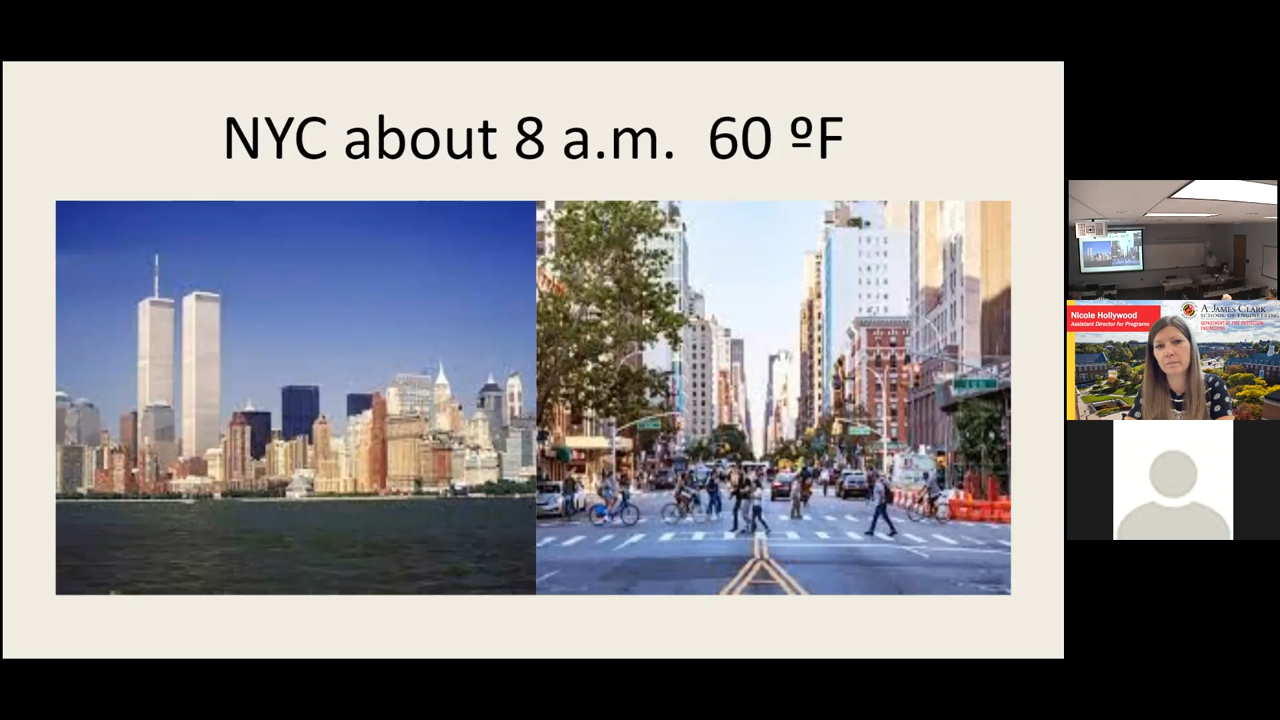 NYC about 8 a.m.  60 ºF
Nicole Hollywood
Assistant Director for Programs
A. James Clark
School of Engineering
Department of Fire Protection
Engineering